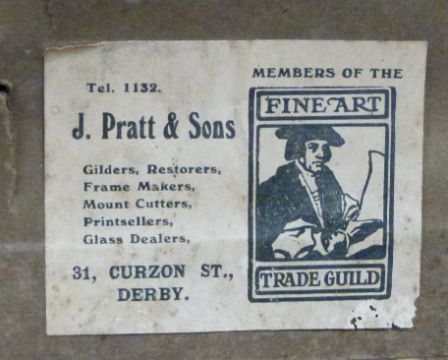 Tel. 1132.
J. Pratt & Sons
Gilders, Restorers,
Frame Makers,
Mount Cutters,
Printsellers,
Glass Dealers,
31, CURZON ST.,
DERBY.
MEMBERS OF THE
FINE ART
TRADE GUILD